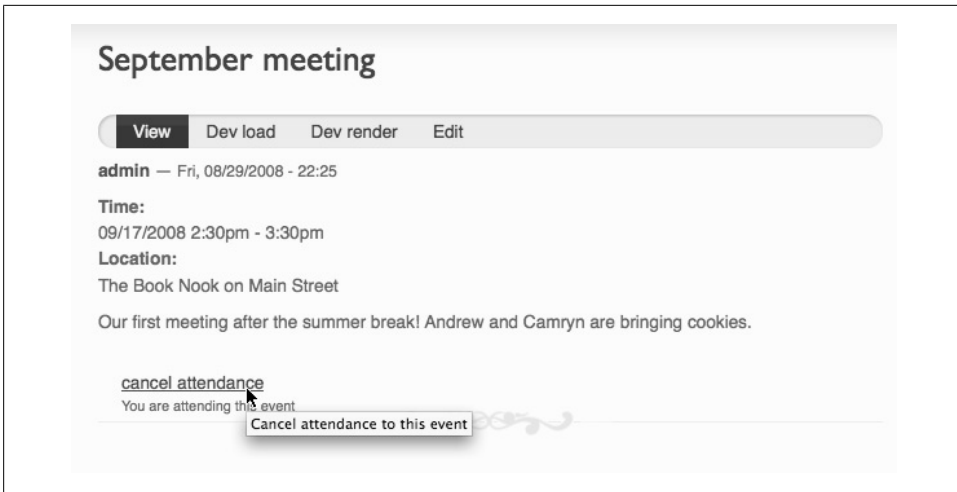 September meeting
View Dev load Dev render Edit
admin — Fri, 08/29/2008 - 22:25
Time:
09/17/2008 2:30pm - 3:30pm
Location:
The Book Nook on Main Street
Our first meeting after the summer break! Andrew and Camryn are bringing cookies.
cancel attendance
You are attending this event
Cancel attendance to this event